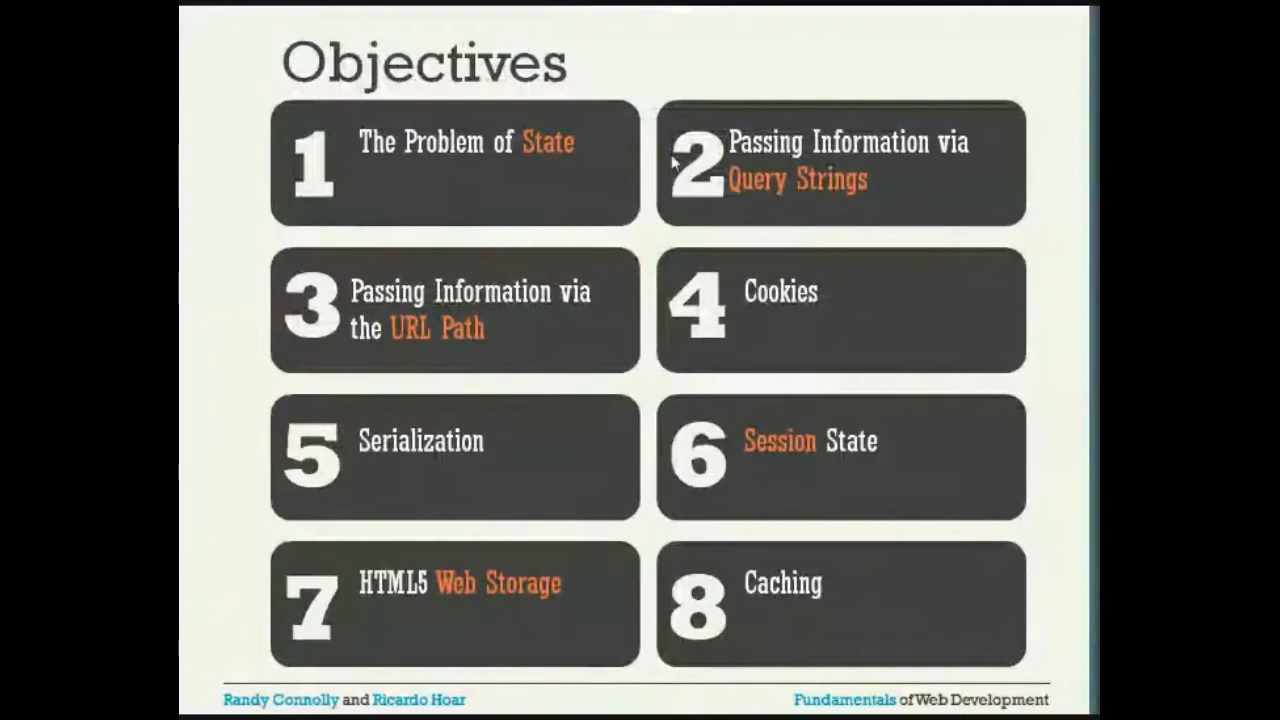 Objectives
1 The Problem of State
2 Passing Information via
Query Strings
3 Passing Information via
the URL Path
4 Cookies
5 Serialization
6 Session State
7 HTML5 Web Storage
8 Caching
Randy Connolly and Ricardo Hoar
Fundamentals of Web Development